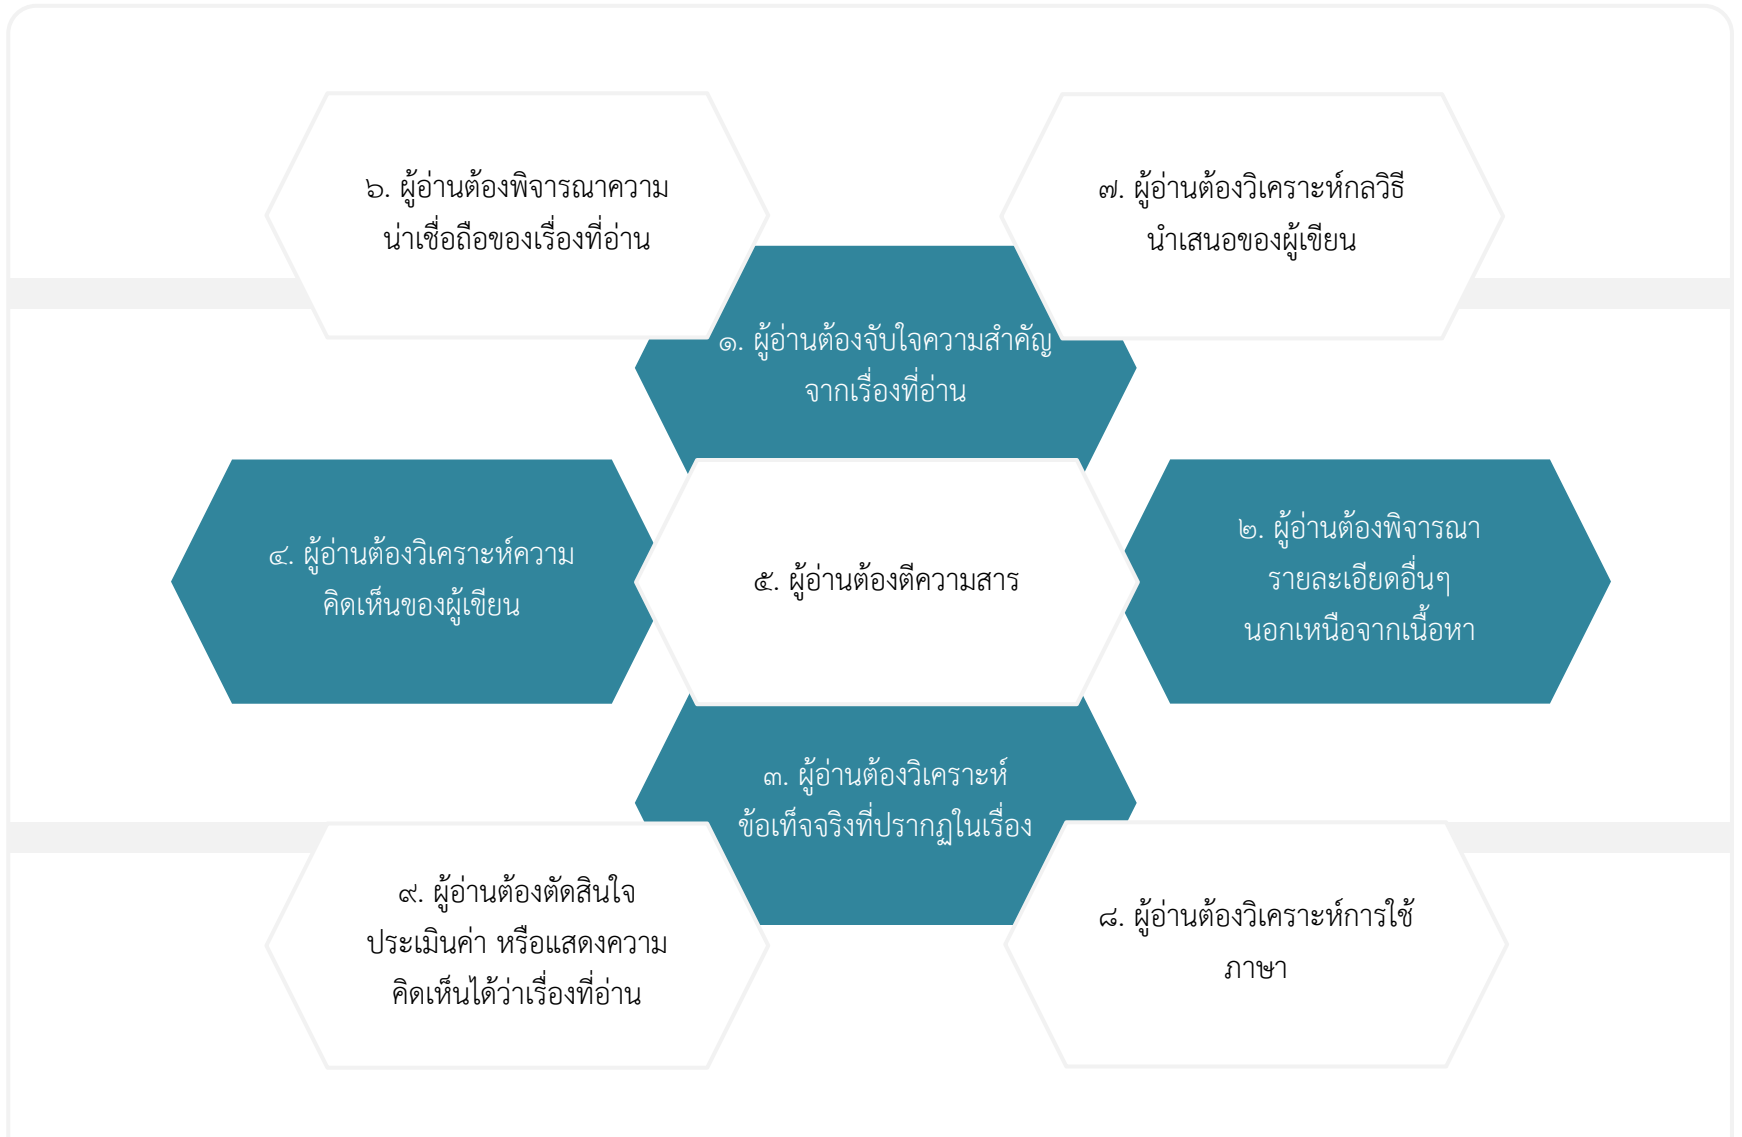 ๖. ผู้อ่านต้องพิจารณาความ
น่าเชื่อถือของเรื่องที่อ่าน
๗. ผู้อ่านต้องวิเคราะห์กลวิธี
นำเสนอของผู้เขียน
๑. ผู้อ่านต้องจับใจความสำคัญ
จากเรื่องที่อ่าน
๔. ผู้อ่านต้องวิเคราะห์ความ
คิดเห็นของผู้เขียน
๕. ผู้อ่านต้องตีความสาร
๒. ผู้อ่านต้องพิจารณา
รายละเอียดอื่นๆ
นอกเหนือจากเนื้อหา
๓. ผู้อ่านต้องวิเคราะห์
ข้อเท็จจริงที่ปรากฏในเรื่อง
๙. ผู้อ่านต้องตัดสินใจ
ประเมินค่า หรือแสดงความ
คิดเห็นได้ว่าเรื่องที่อ่าน
๘. ผู้อ่านต้องวิเคราะห์การใช้
ภาษา